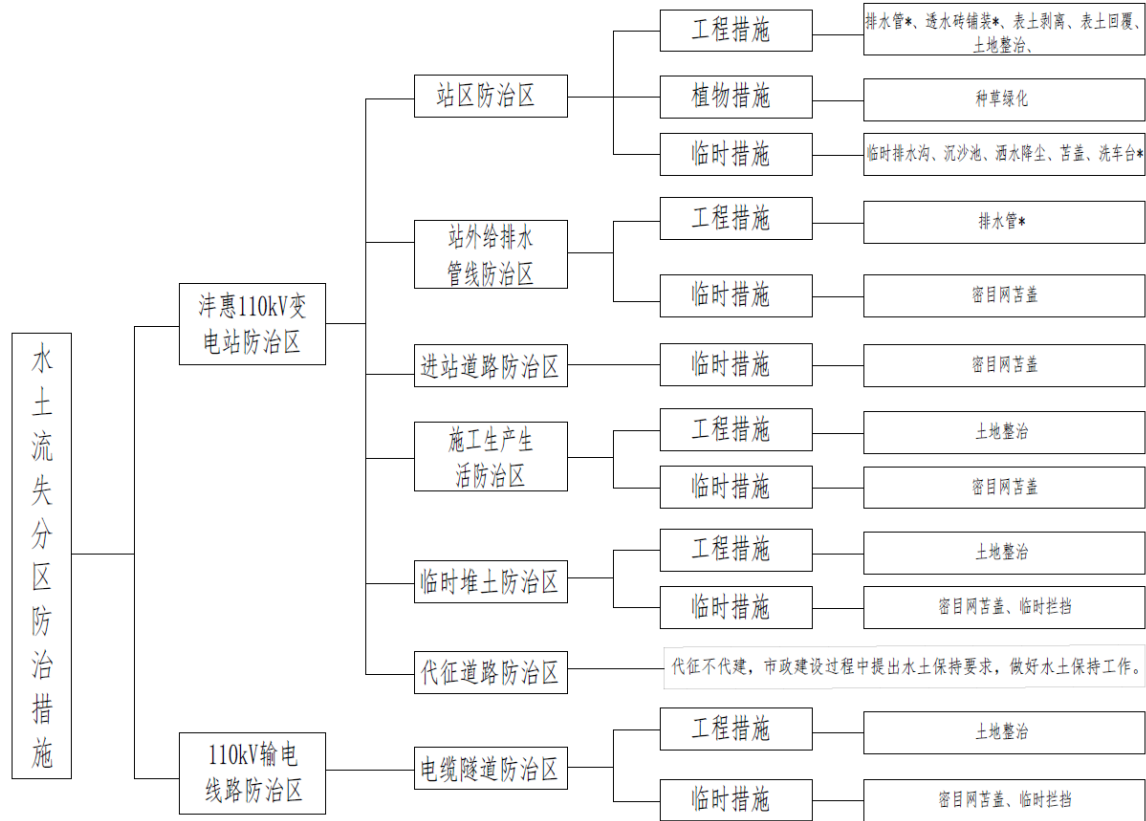 水土流失分区防治措施
沣惠110kV变
电站防治区
站区防治区
工程措施
排水管*、透水砖铺装*、表土剥离、表土回覆、
土地整治、
植物措施
种草绿化
临时措施
临时排水沟、沉沙池、洒水降尘、苫盖、洗车台*
站外给排水
管线防治区
工程措施
排水管*
临时措施
密目网苫盖
进站道路防治区
临时措施
密目网苫盖
施工生产生
活防治区
工程措施
土地整治
临时措施
密目网苫盖
临时堆土防治区
工程措施
土地整治
临时措施
密目网苫盖、临时拦挡
代征道路防治区
代征不代建，市政建设过程中提出水土保持要求，做好水土保持工作。
110kV输电
线路防治区
电缆隧道防治区
工程措施
土地整治
临时措施
密目网苫盖、临时拦挡